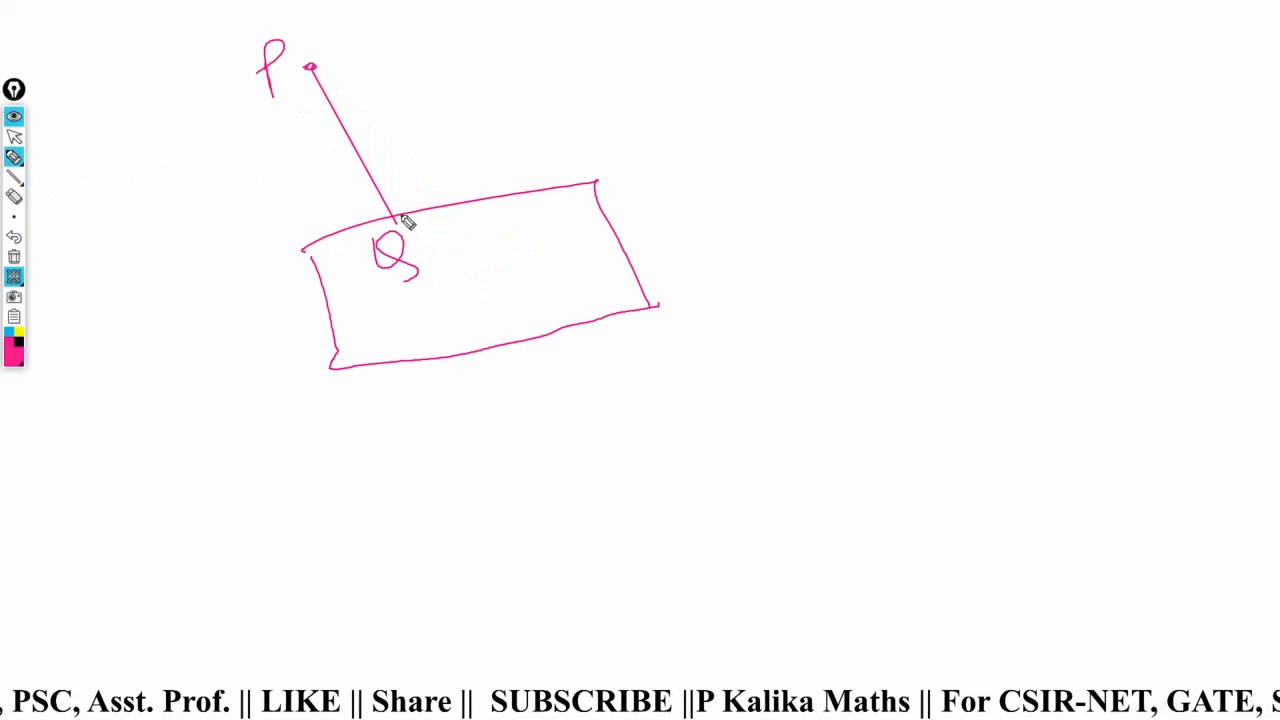 P
Q
, PSC, Asst. Prof. || LIKE || Share || SUBSCRIBE ||P Kalika Maths || For CSIR-NET, GATE, S